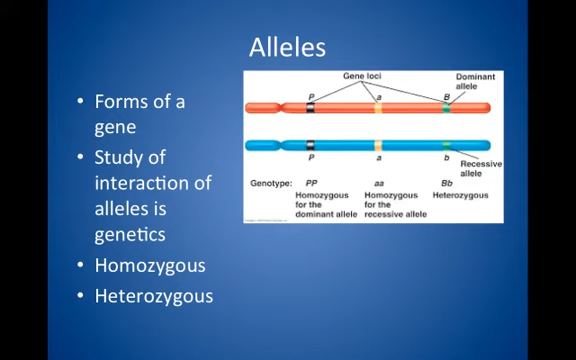 Alleles
• Forms of a
gene
• Study of
interaction of
alleles is
genetics
• Homozygous
• Heterozygous
Gene loci
Dominant
allele
P a B
P a b
Recessive
allele
Genotype: PP aa Bb
Homozygous Homozygous Heterozygous
for the for the
dominant allele recessive allele